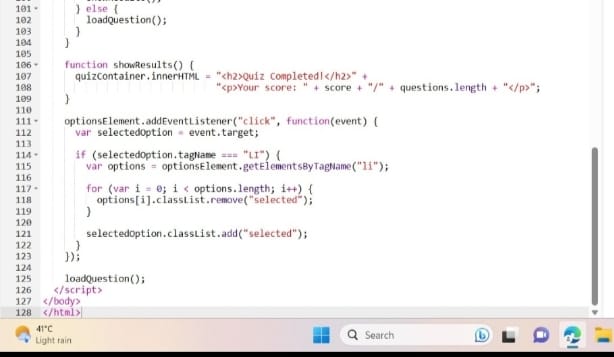 101 } else {
102 loadQuestion();
103 }
104 }
105
106 function showResults() {
107 quizContainer.innerHTML = "<h2>Quiz Completed!</h2>" +
108 "<p>Your score: " + score + "/" + questions.length + "</p>";
109 }
110
111 optionsElement.addEventListener("click", function(event) {
112 var selectedOption = event.target;
113
114 if (selectedOption.tagName === "LI") {
115 var options = optionsElement.getElementsByTagName("li");
116
117 for (var i = 0; i < options.length; i++) {
118 options[i].classList.remove("selected");
119 }
120
121 selectedOption.classList.add("selected");
122 }
123 });
124
125 loadQuestion();
126 </script>
127 </body>
128 </html>
41°C
Light rain
Search